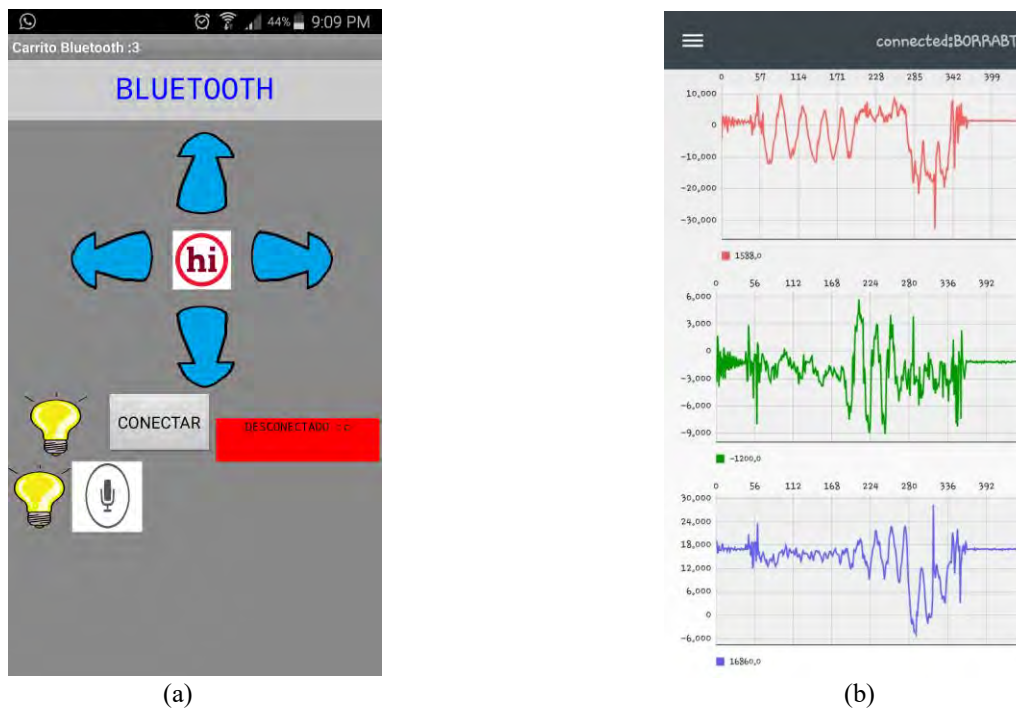 44% 9:09 PM
Carrito Bluetooth :3
BLUETOOTH
hi
CONECTAR
DESCONECTADO :c
(a)
connected:BORRABT
0 57 114 171 228 285 342 399
10,000
0
-10,000
-20,000
-30,000
1588,0
0 56 112 168 224 280 336 392
6,000
3,000
0
-3,000
-6,000
-9,000
-1200,0
0 56 112 168 224 280 336 392
30,000
24,000
18,000
12,000
6,000
0
-6,000
16860,0
(b)